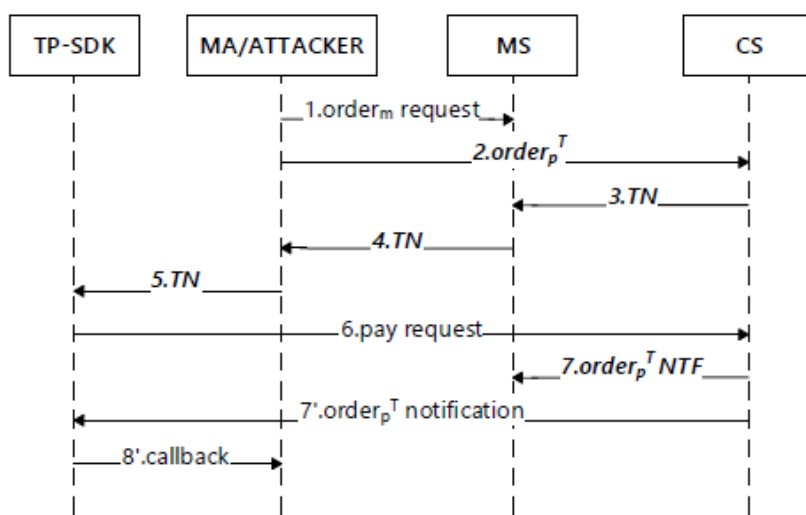 TP-SDK MA/ATTACKER MS CS
1.orderₘ request
2.orderₚᵀ
3.TN
4.TN
5.TN
6.pay request
7.orderₚᵀ NTF
7'.orderₚᵀ notification
8'.callback